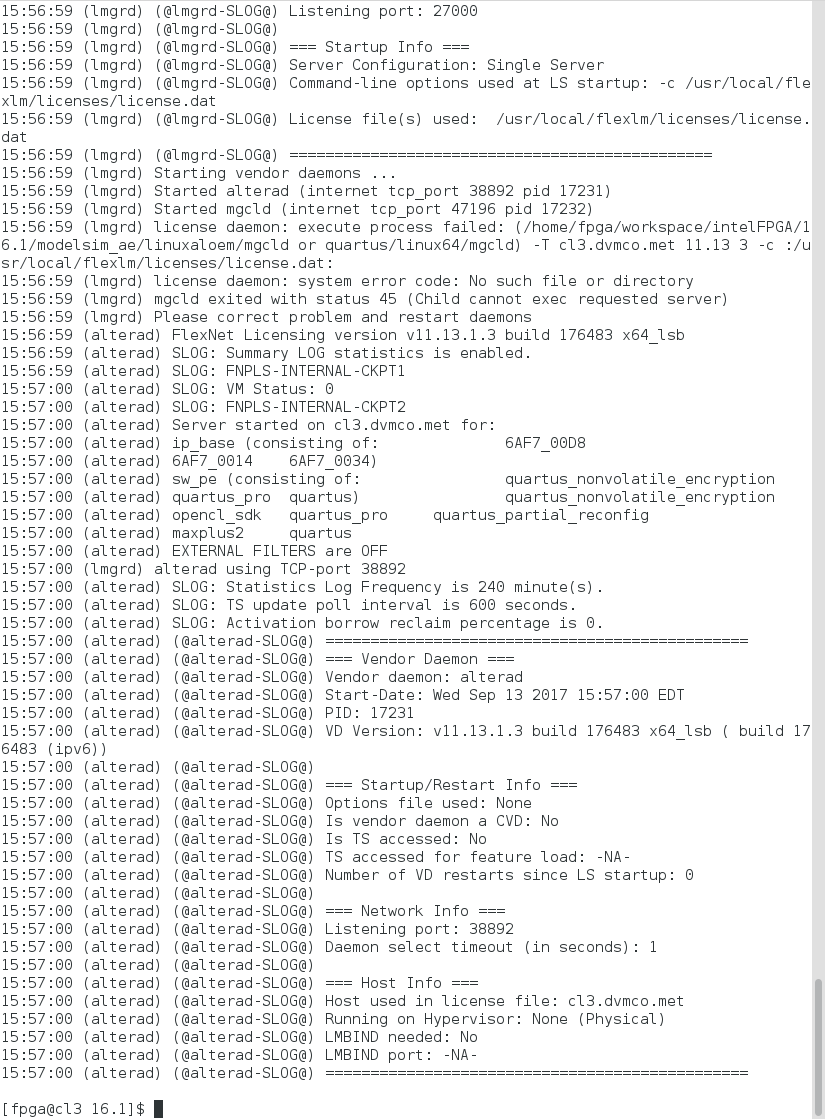 15:56:59 (lmgrd) (@lmgrd-SLOG@) Listening port: 27000
15:56:59 (lmgrd) (@lmgrd-SLOG@)
15:56:59 (lmgrd) (@lmgrd-SLOG@) === Startup Info ===
15:56:59 (lmgrd) (@lmgrd-SLOG@) Server Configuration: Single Server
15:56:59 (lmgrd) (@lmgrd-SLOG@) Command-line options used at LS startup: -c /usr/local/fle
xlm/licenses/license.dat
15:56:59 (lmgrd) (@lmgrd-SLOG@) License file(s) used:  /usr/local/flexlm/licenses/license.
dat
15:56:59 (lmgrd) (@lmgrd-SLOG@) ===============================================
15:56:59 (lmgrd) Starting vendor daemons ...
15:56:59 (lmgrd) Started alterad (internet tcp_port 38892 pid 17231)
15:56:59 (lmgrd) Started mgcld (internet tcp_port 47196 pid 17232)
15:56:59 (lmgrd) license daemon: execute process failed: (/home/fpga/workspace/intelFPGA/1
6.1/modelsim_ae/linuxaloem/mgcld or quartus/linux64/mgcld) -T cl3.dvmco.met 11.13 3 -c :/u
sr/local/flexlm/licenses/license.dat:
15:56:59 (lmgrd) license daemon: system error code: No such file or directory
15:56:59 (lmgrd) mgcld exited with status 45 (Child cannot exec requested server)
15:56:59 (lmgrd) Please correct problem and restart daemons
15:56:59 (alterad) FlexNet Licensing version v11.13.1.3 build 176483 x64_lsb
15:56:59 (alterad) SLOG: Summary LOG statistics is enabled.
15:56:59 (alterad) SLOG: FNPLS-INTERNAL-CKPT1
15:57:00 (alterad) SLOG: VM Status: 0
15:57:00 (alterad) SLOG: FNPLS-INTERNAL-CKPT2
15:57:00 (alterad) Server started on cl3.dvmco.met for:
15:57:00 (alterad) ip_base (consisting of:              6AF7_00D8
15:57:00 (alterad) 6AF7_0014    6AF7_0034)
15:57:00 (alterad) sw_pe (consisting of:                quartus_nonvolatile_encryption
15:57:00 (alterad) quartus_pro  quartus)                quartus_nonvolatile_encryption
15:57:00 (alterad) opencl_sdk   quartus_pro     quartus_partial_reconfig
15:57:00 (alterad) maxplus2     quartus
15:57:00 (alterad) EXTERNAL FILTERS are OFF
15:57:00 (lmgrd) alterad using TCP-port 38892
15:57:00 (alterad) SLOG: Statistics Log Frequency is 240 minute(s).
15:57:00 (alterad) SLOG: TS update poll interval is 600 seconds.
15:57:00 (alterad) SLOG: Activation borrow reclaim percentage is 0.
15:57:00 (alterad) (@alterad-SLOG@) ===============================================
15:57:00 (alterad) (@alterad-SLOG@) === Vendor Daemon ===
15:57:00 (alterad) (@alterad-SLOG@) Vendor daemon: alterad
15:57:00 (alterad) (@alterad-SLOG@) Start-Date: Wed Sep 13 2017 15:57:00 EDT
15:57:00 (alterad) (@alterad-SLOG@) PID: 17231
15:57:00 (alterad) (@alterad-SLOG@) VD Version: v11.13.1.3 build 176483 x64_lsb ( build 17
6483 (ipv6))
15:57:00 (alterad) (@alterad-SLOG@)
15:57:00 (alterad) (@alterad-SLOG@) === Startup/Restart Info ===
15:57:00 (alterad) (@alterad-SLOG@) Options file used: None
15:57:00 (alterad) (@alterad-SLOG@) Is vendor daemon a CVD: No
15:57:00 (alterad) (@alterad-SLOG@) Is TS accessed: No
15:57:00 (alterad) (@alterad-SLOG@) TS accessed for feature load: -NA-
15:57:00 (alterad) (@alterad-SLOG@) Number of VD restarts since LS startup: 0
15:57:00 (alterad) (@alterad-SLOG@)
15:57:00 (alterad) (@alterad-SLOG@) === Network Info ===
15:57:00 (alterad) (@alterad-SLOG@) Listening port: 38892
15:57:00 (alterad) (@alterad-SLOG@) Daemon select timeout (in seconds): 1
15:57:00 (alterad) (@alterad-SLOG@)
15:57:00 (alterad) (@alterad-SLOG@) === Host Info ===
15:57:00 (alterad) (@alterad-SLOG@) Host used in license file: cl3.dvmco.met
15:57:00 (alterad) (@alterad-SLOG@) Running on Hypervisor: None (Physical)
15:57:00 (alterad) (@alterad-SLOG@) LMBIND needed: No
15:57:00 (alterad) (@alterad-SLOG@) LMBIND port: -NA-
15:57:00 (alterad) (@alterad-SLOG@) ===============================================
[fpga@cl3 16.1]$